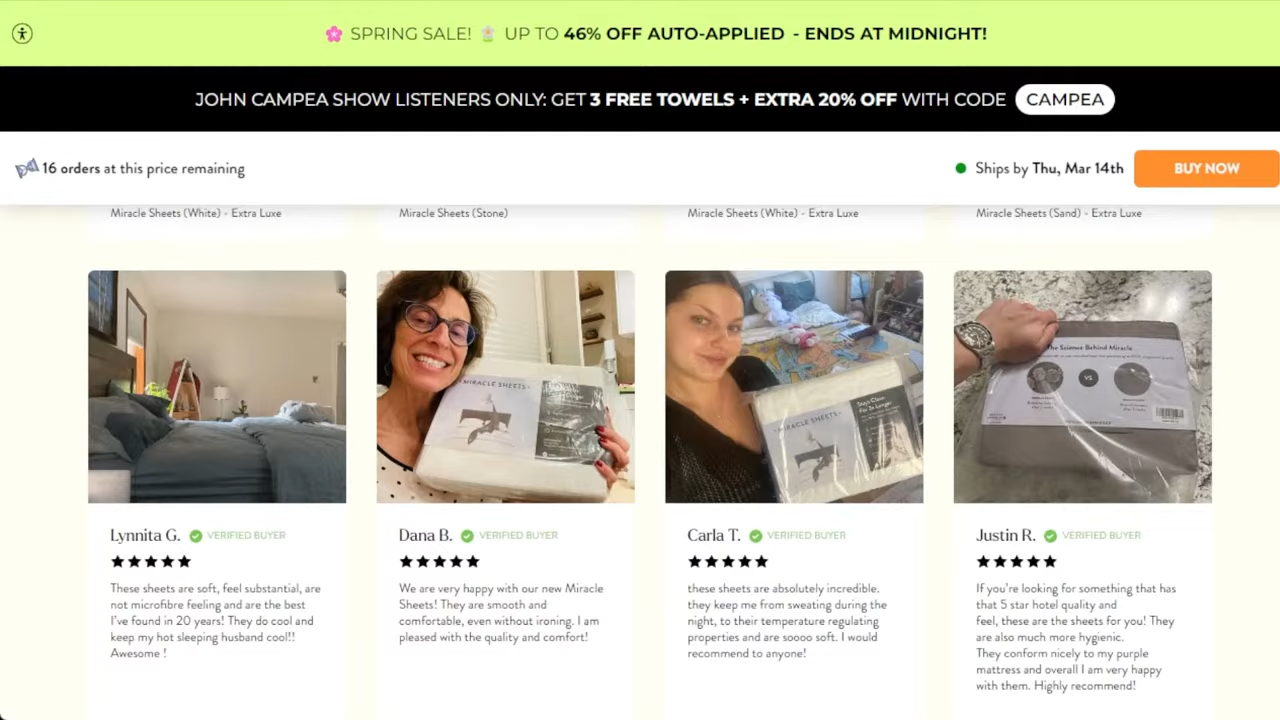 🌸 SPRING SALE! UP TO 46% OFF AUTO-APPLIED - ENDS AT MIDNIGHT!
JOHN CAMPEA SHOW LISTENERS ONLY: GET 3 FREE TOWELS + EXTRA 20% OFF WITH CODE CAMPEA
16 orders at this price remaining
Ships by Thu, Mar 14th
BUY NOW
Miracle Sheets (White) - Extra Luxe
Miracle Sheets (Stone)
Miracle Sheets (White) - Extra Luxe
Miracle Sheets (Sand) - Extra Luxe
MIRACLE SHEETS
MIRACLE SHEETS
Stays Clean
For 3x Longer
The Science Behind Miracle
VS
Lynnita G. VERIFIED BUYER
★★★★★
These sheets are soft, feel substantial, are
not microfibre feeling and are the best
I've found in 20 years! They do cool and
keep my hot sleeping husband cool!!
Awesome !
Dana B. VERIFIED BUYER
★★★★★
We are very happy with our new Miracle
Sheets! They are smooth and
comfortable, even without ironing. I am
pleased with the quality and comfort!
Carla T. VERIFIED BUYER
★★★★★
these sheets are absolutely incredible.
they keep me from sweating during the
night, to their temperature regulating
properties and are soooo soft. I would
recommend to anyone!
Justin R. VERIFIED BUYER
★★★★★
If you're looking for something that has
that 5 star hotel quality and
feel, these are the sheets for you! They
are also much more hygienic.
They conform nicely to my purple
mattress and overall I am very happy
with them. Highly recommend!